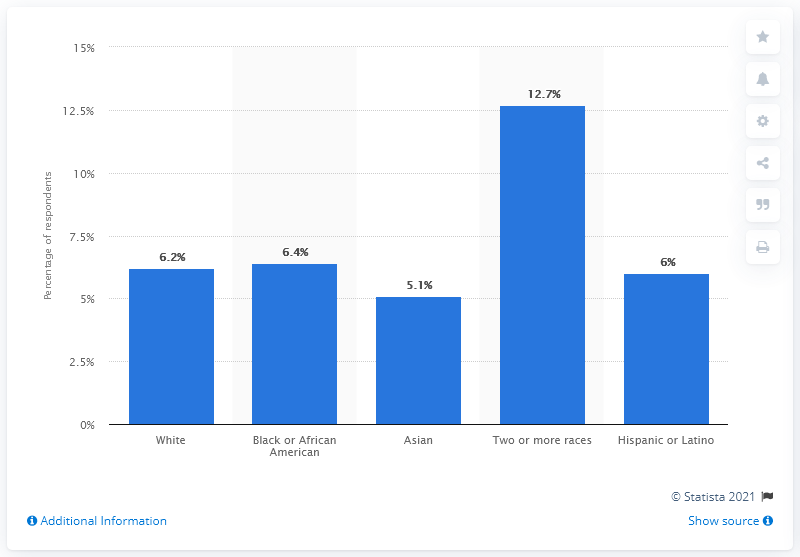 15%
12.5%
10%
7.5%
5%
2.5%
0%
Percentage of respondents
6.2%
6.4%
5.1%
12.7%
6%
White
Black or African
American
Asian
Two or more races
Hispanic or Latino
© Statista 2021
Additional Information
Show source